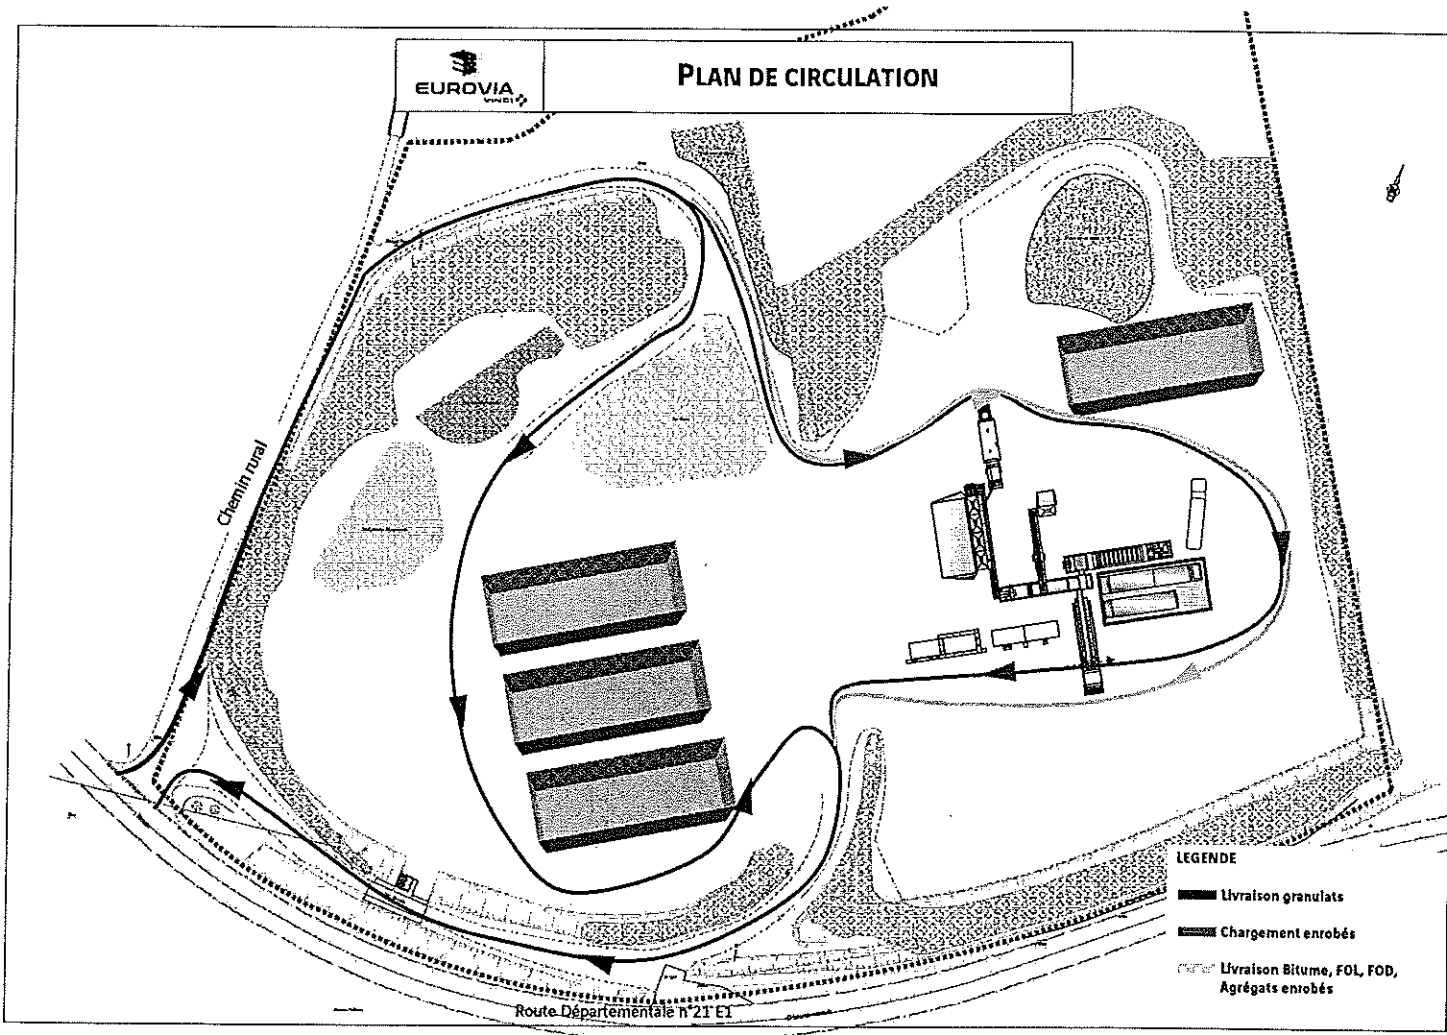 EUROVIA
VINCI
PLAN DE CIRCULATION
Chemin rural
LEGENDE
Livraison granulats
Chargement enrobés
Livraison Bitume, FOL, FOD,
Agrégats enrobés
Route Départementale n°21 E1